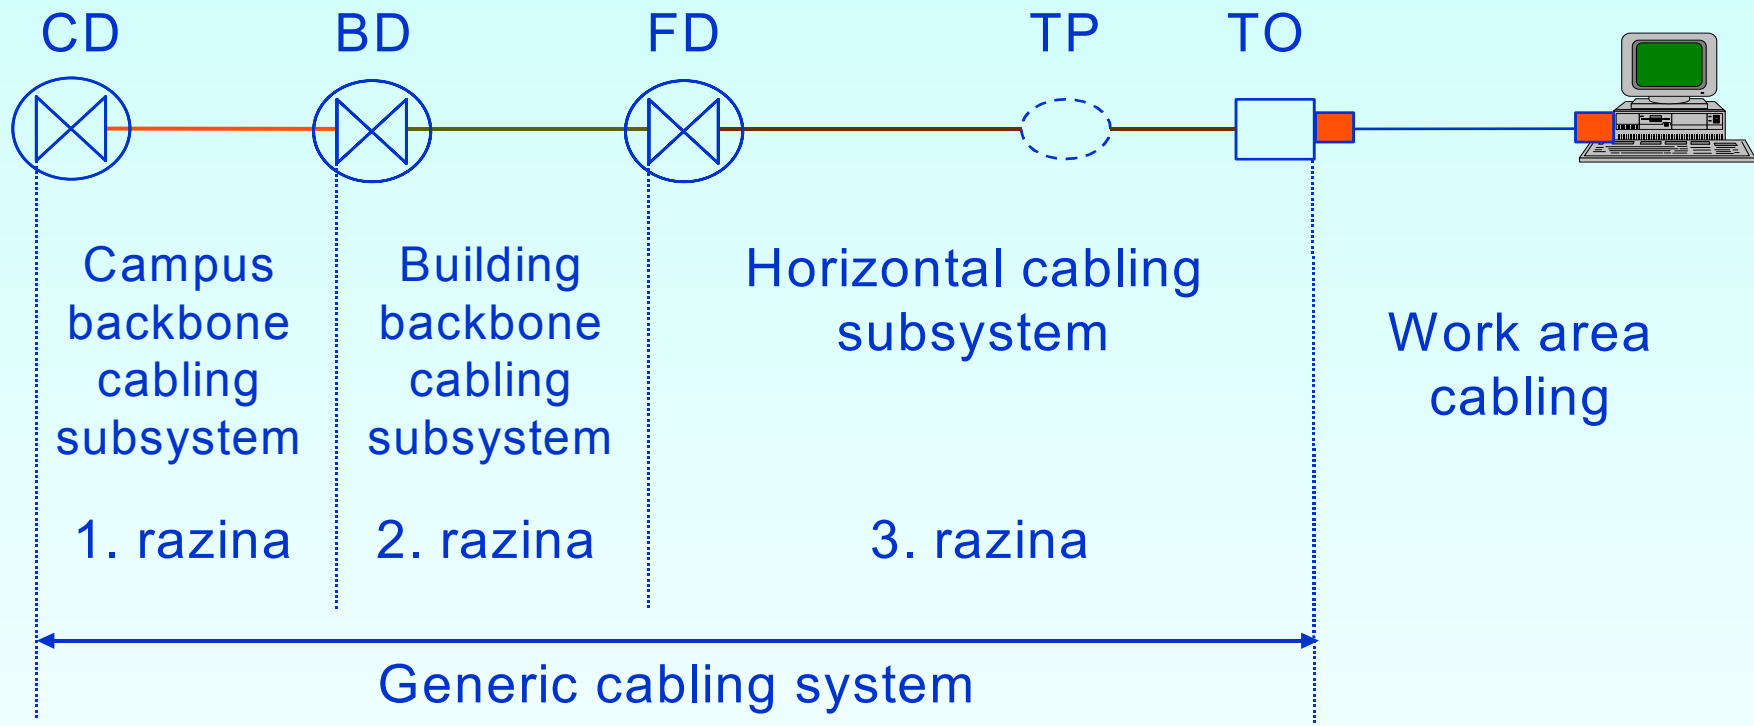 CD BD FD TP TO
Campus
backbone
cabling
subsystem
Building
backbone
cabling
subsystem
Horizontal cabling
subsystem
Work area
cabling
1. razina 2. razina 3. razina
Generic cabling system